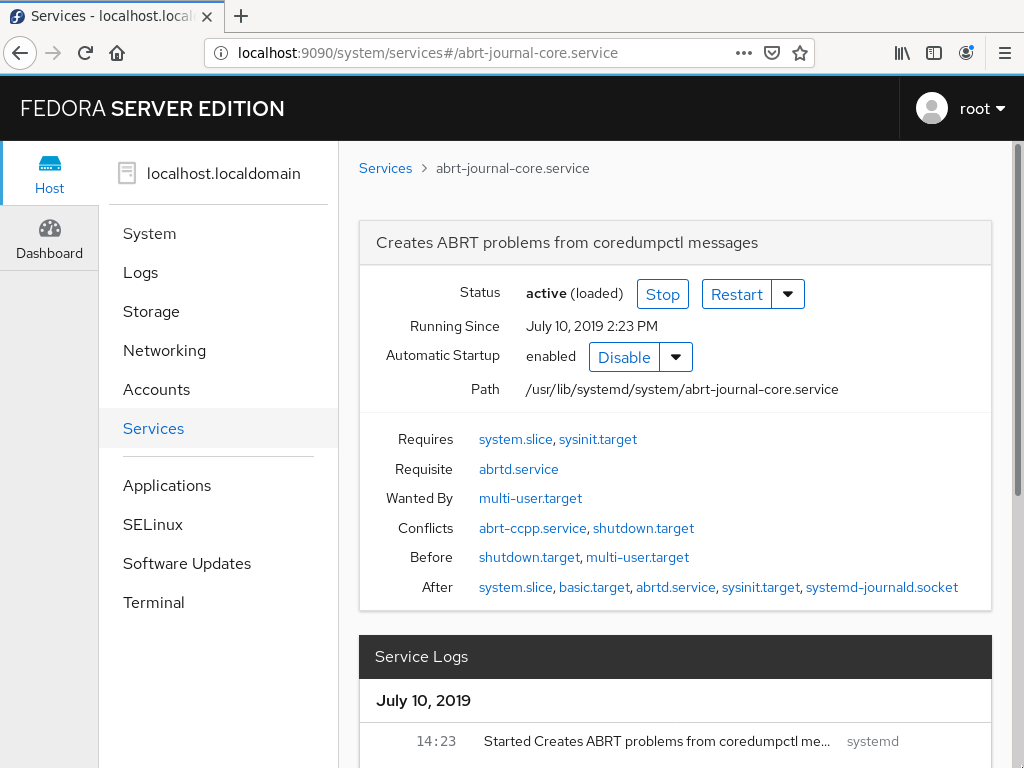 Services - localhost.local
localhost:9090/system/services#/abrt-journal-core.service
FEDORA SERVER EDITION
root
Host
Dashboard
localhost.localdomain
System
Logs
Storage
Networking
Accounts
Services
Applications
SELinux
Software Updates
Terminal
Services > abrt-journal-core.service
Creates ABRT problems from coredumpctl messages
Status active (loaded) Stop Restart
Running Since July 10, 2019 2:23 PM
Automatic Startup enabled Disable
Path /usr/lib/systemd/system/abrt-journal-core.service
Requires system.slice, sysinit.target
Requisite abrtd.service
Wanted By multi-user.target
Conflicts abrt-ccpp.service, shutdown.target
Before shutdown.target, multi-user.target
After system.slice, basic.target, abrtd.service, sysinit.target, systemd-journald.socket
Service Logs
July 10, 2019
14:23 Started Creates ABRT problems from coredumpctl me... systemd